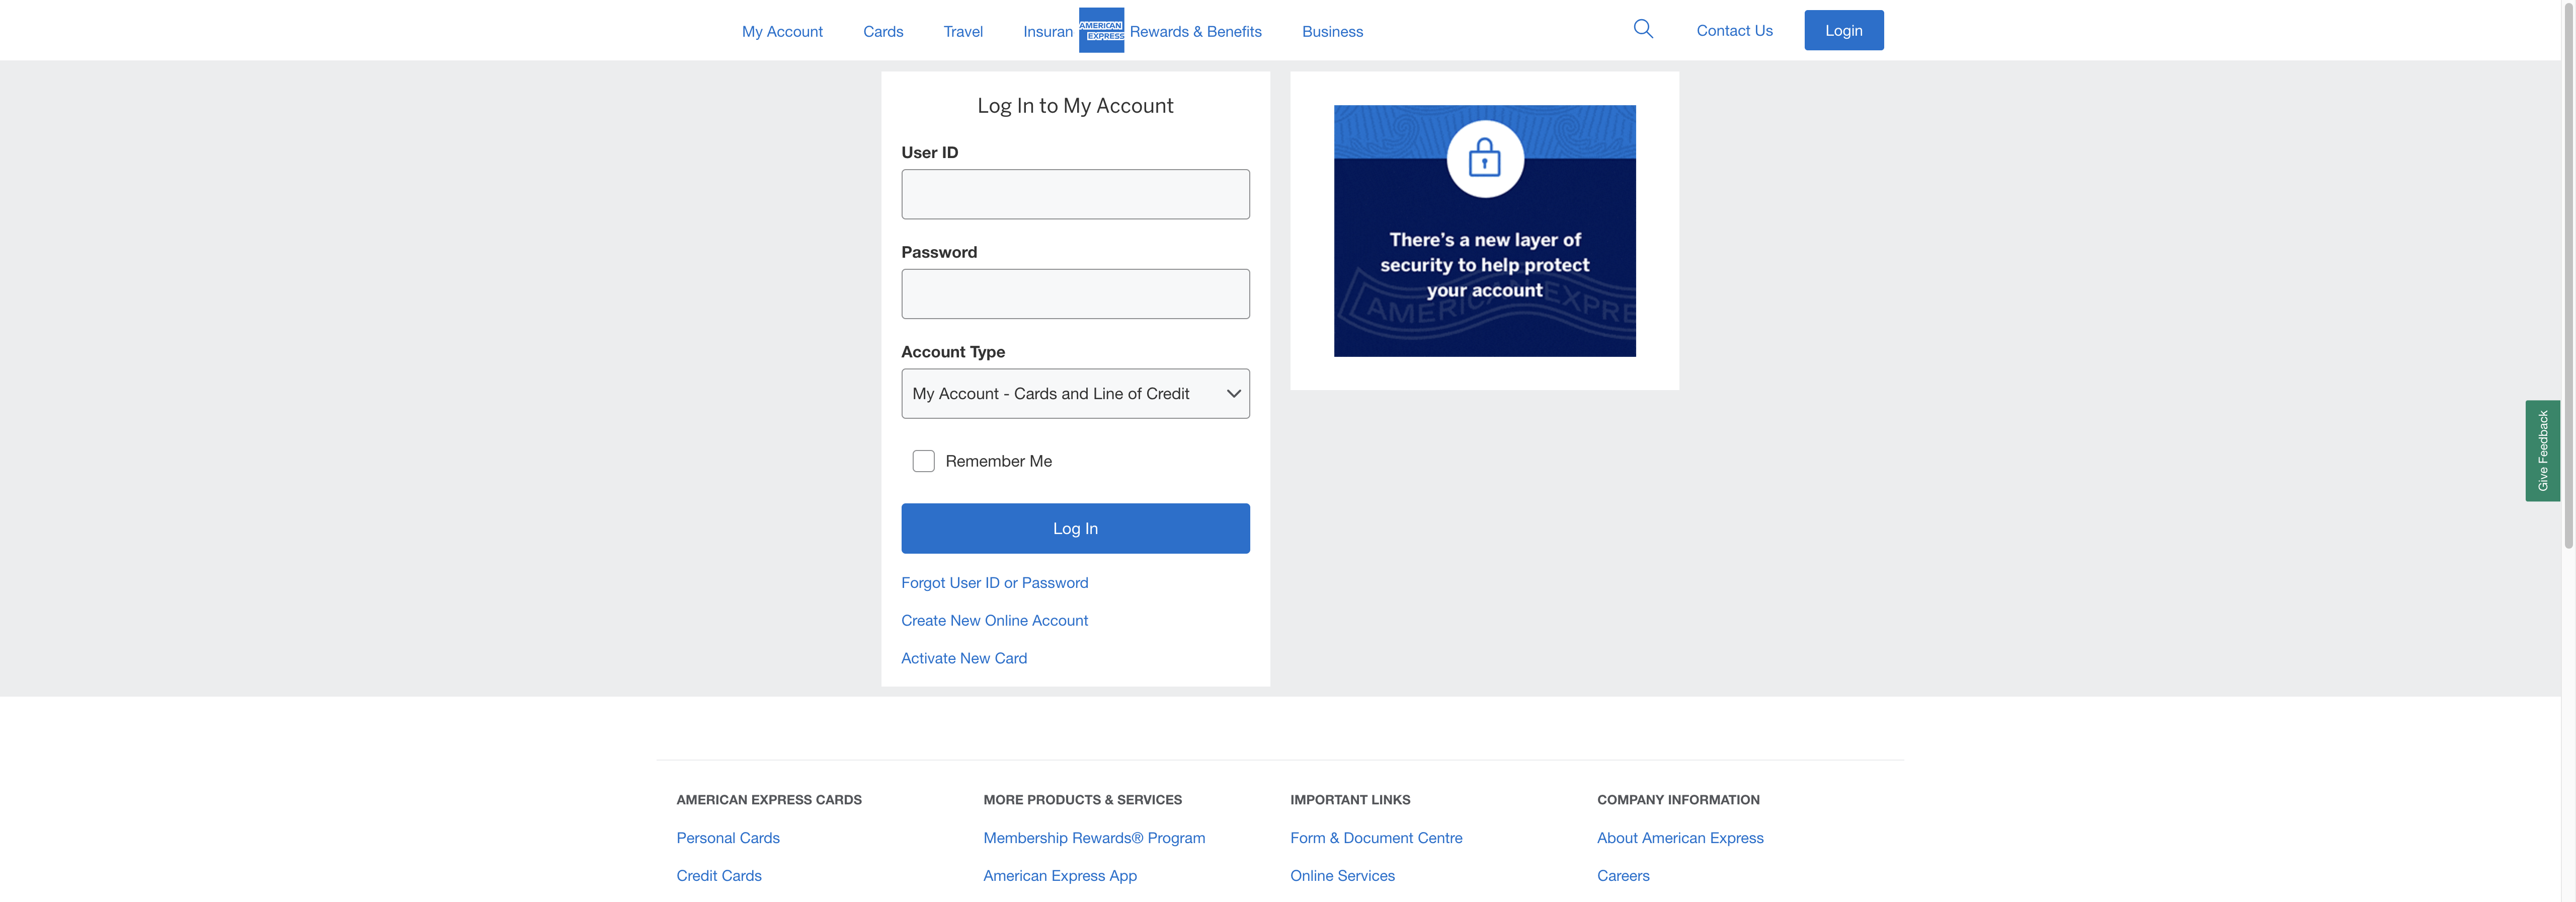 My Account
Cards
Travel
Insuran
AMERICAN
EXPRESS
Rewards & Benefits
Business
Contact Us
Login
Log In to My Account
User ID
Password
Account Type
My Account - Cards and Line of Credit
Remember Me
Log In
Forgot User ID or Password
Create New Online Account
Activate New Card
There's a new layer of
security to help protect
your account
AMERICAN EXPRE
Give Feedback
AMERICAN EXPRESS CARDS
Personal Cards
Credit Cards
MORE PRODUCTS & SERVICES
Membership Rewards® Program
American Express App
IMPORTANT LINKS
Form & Document Centre
Online Services
COMPANY INFORMATION
About American Express
Careers